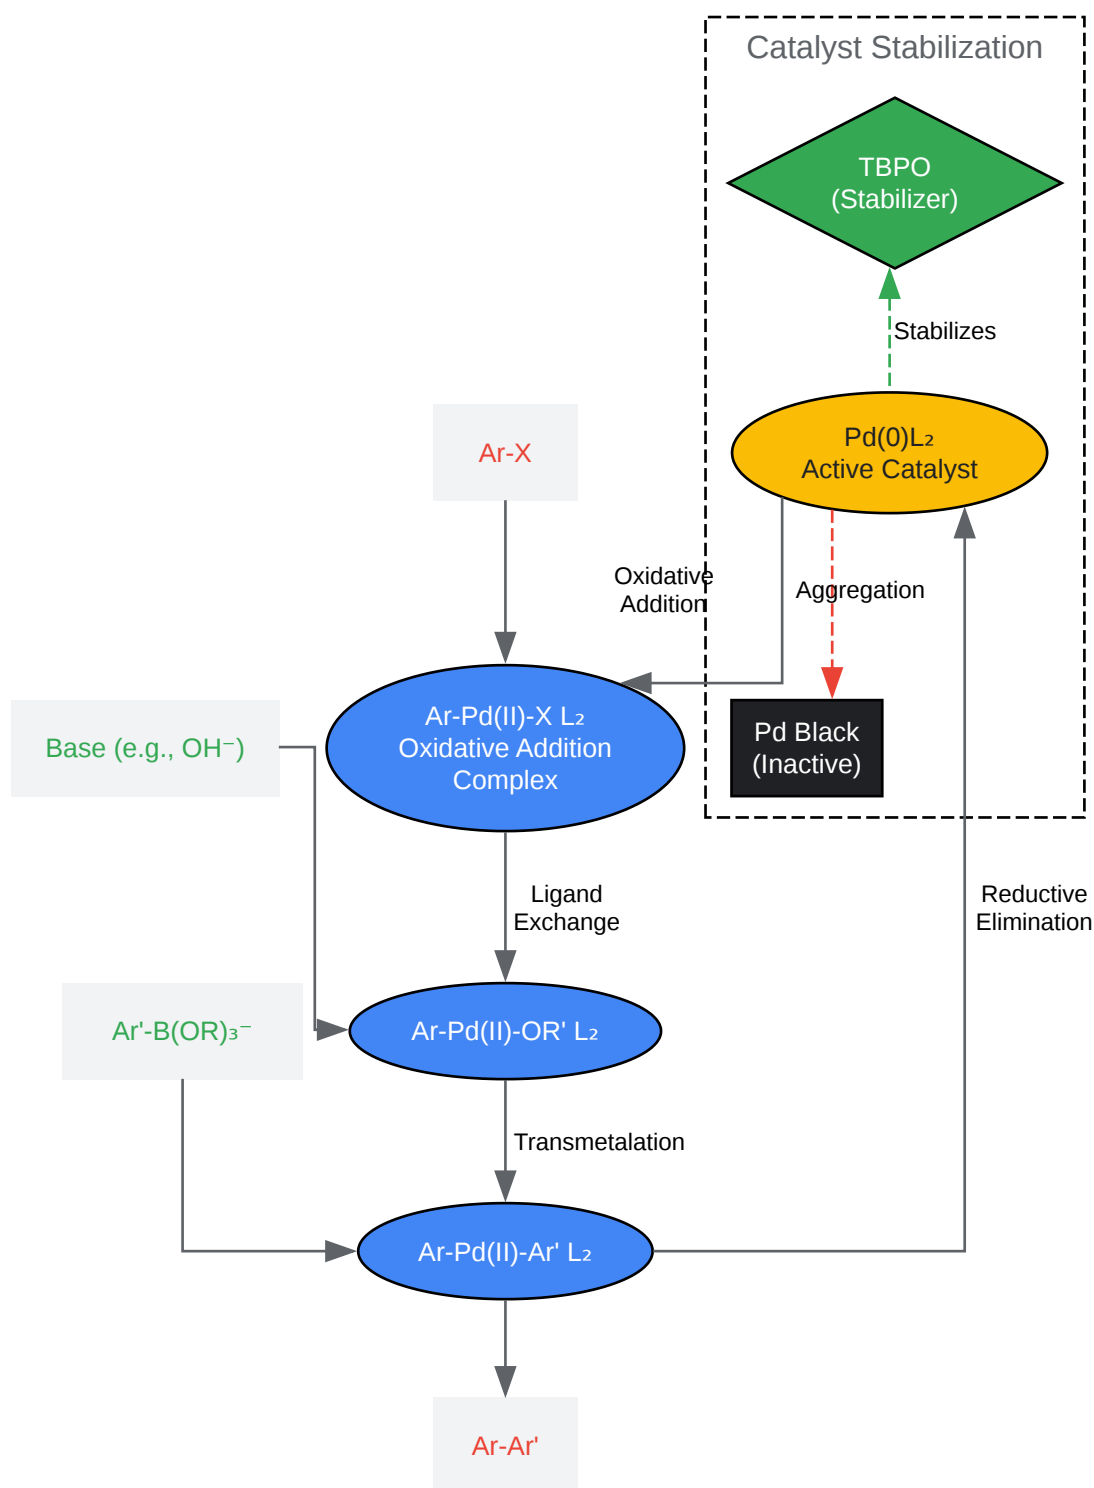 Catalyst Stabilization
TBPO
(Stabilizer)
Stabilizes
Pd(0)L₂
Active Catalyst
Ar-X
Oxidative
Addition
Aggregation
Ar-Pd(II)-X L₂
Oxidative Addition
Complex
Pd Black
(Inactive)
Base (e.g., OH⁻)
Ligand
Exchange
Reductive
Elimination
Ar'-B(OR)₃⁻
Ar-Pd(II)-OR' L₂
Transmetalation
Ar-Pd(II)-Ar' L₂
Ar-Ar'